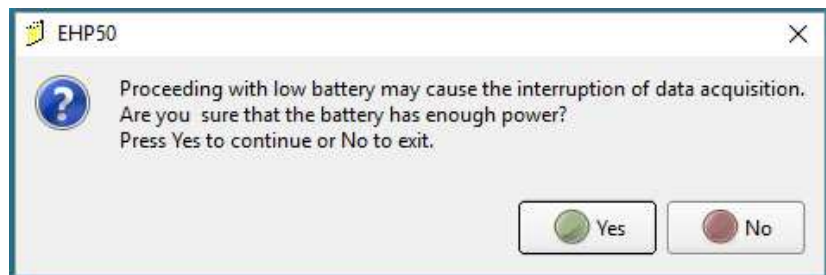 EHP50
Proceeding with low battery may cause the interruption of data acquisition.
Are you  sure that the battery has enough power?
Press Yes to continue or No to exit.
Yes
No